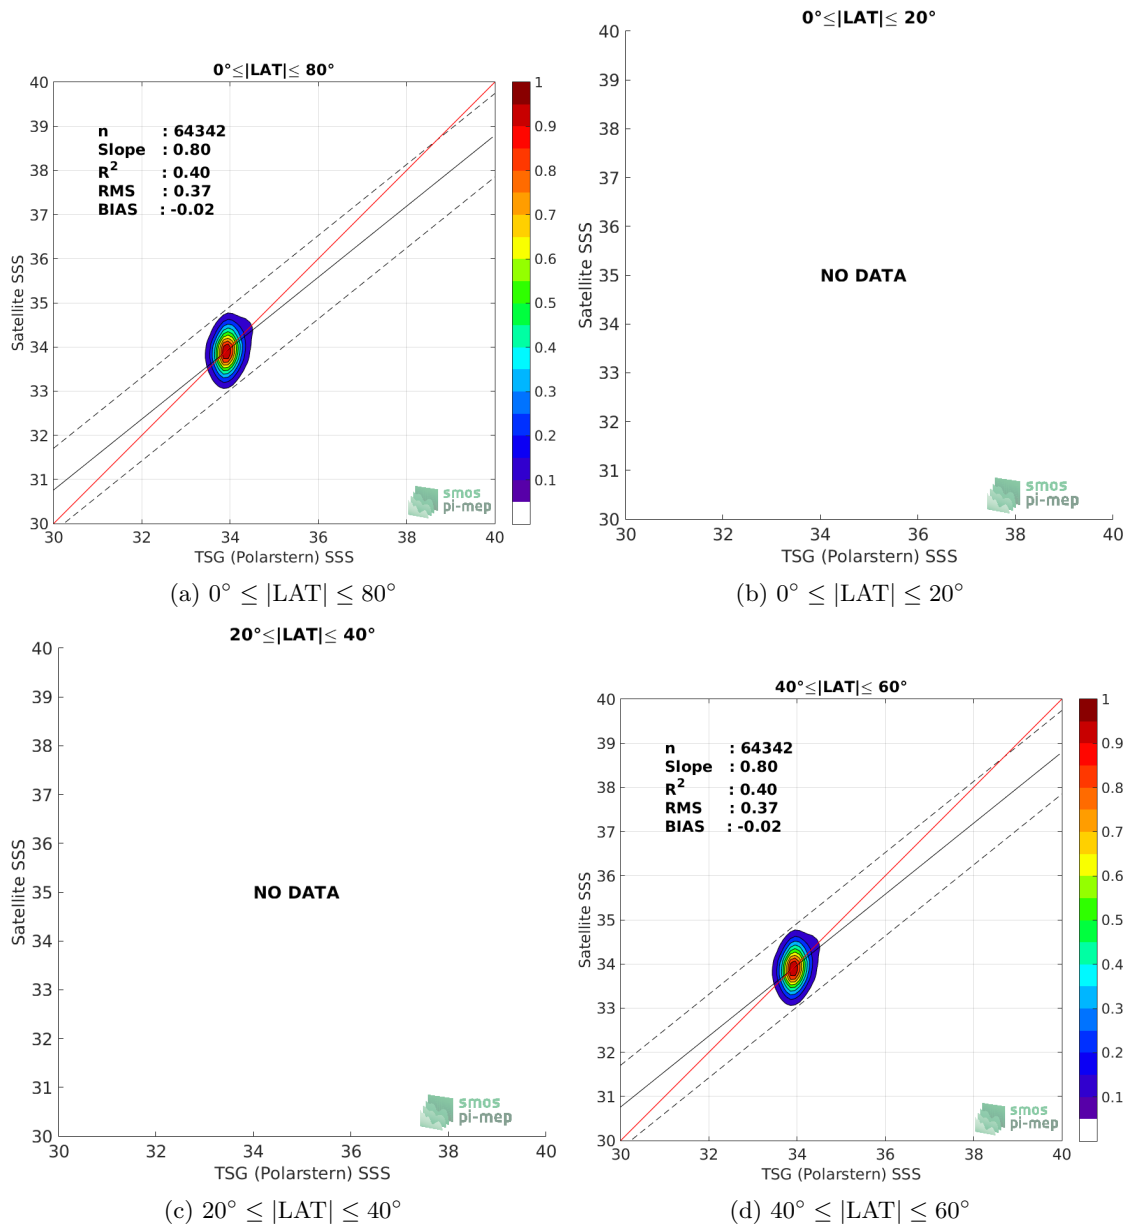 0°≤|LAT|≤ 80°
40
39
38
37
36
35
34
33
32
31
30
Satellite SSS
n : 64342
Slope : 0.80
R2 : 0.40
RMS : 0.37
BIAS : -0.02
smos
pi-mep
30 32 34 36 38 40
TSG (Polarstern) SSS
1
0.9
0.8
0.7
0.6
0.5
0.4
0.3
0.2
0.1
(a) 0° ≤ |LAT| ≤ 80°
0°≤|LAT|≤ 20°
40
39
38
37
36
35
34
33
32
31
30
Satellite SSS
NO DATA
smos
pi-mep
30 32 34 36 38 40
TSG (Polarstern) SSS
(b) 0° ≤ |LAT| ≤ 20°
20°≤|LAT|≤ 40°
40
39
38
37
36
35
34
33
32
31
30
Satellite SSS
NO DATA
smos
pi-mep
30 32 34 36 38 40
TSG (Polarstern) SSS
(c) 20° ≤ |LAT| ≤ 40°
40°≤|LAT|≤ 60°
40
39
38
37
36
35
34
33
32
31
30
Satellite SSS
n : 64342
Slope : 0.80
R2 : 0.40
RMS : 0.37
BIAS : -0.02
smos
pi-mep
30 32 34 36 38 40
TSG (Polarstern) SSS
1
0.9
0.8
0.7
0.6
0.5
0.4
0.3
0.2
0.1
(d) 40° ≤ |LAT| ≤ 60°